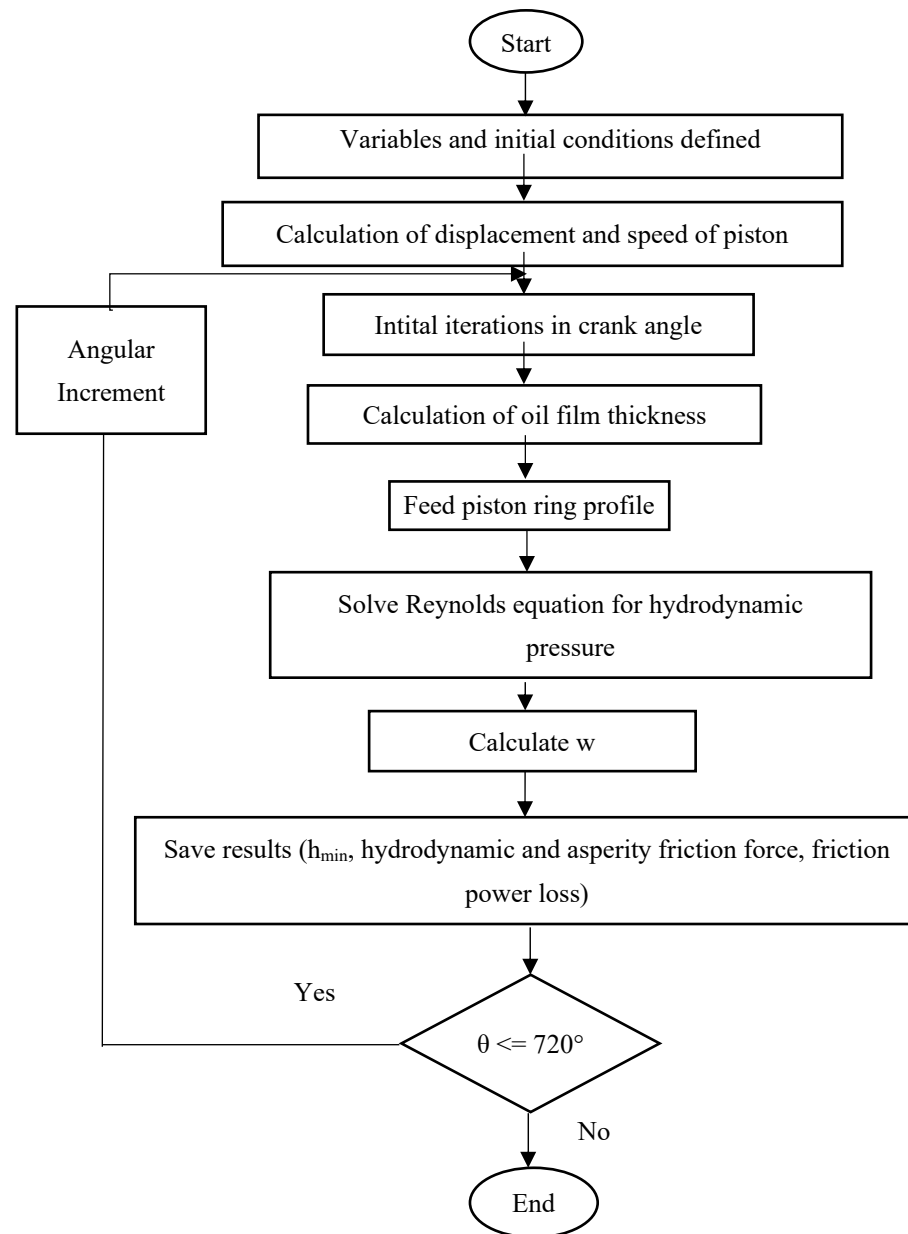 Start
Variables and initial conditions defined
Calculation of displacement and speed of piston
Intital iterations in crank angle
Angular
Increment
Calculation of oil film thickness
Feed piston ring profile
Solve Reynolds equation for hydrodynamic
pressure
Calculate w
Save results (hmin, hydrodynamic and asperity friction force, friction
power loss)
Yes
θ <= 720°
No
End